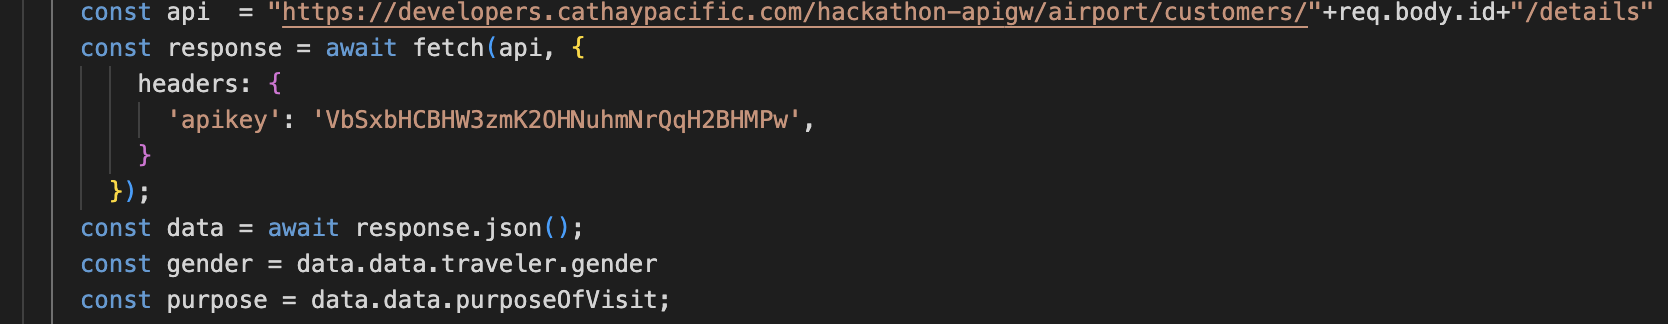 const api  = "https://developers.cathaypacific.com/hackathon-apigw/airport/customers/"+req.body.id+"/details"
const response = await fetch(api, {
headers: {
'apikey': 'VbSxbHCBHW3zmK2OHNuhmNrQqH2BHMPw',
}
});
const data = await response.json();
const gender = data.data.traveler.gender
const purpose = data.data.purposeOfVisit;